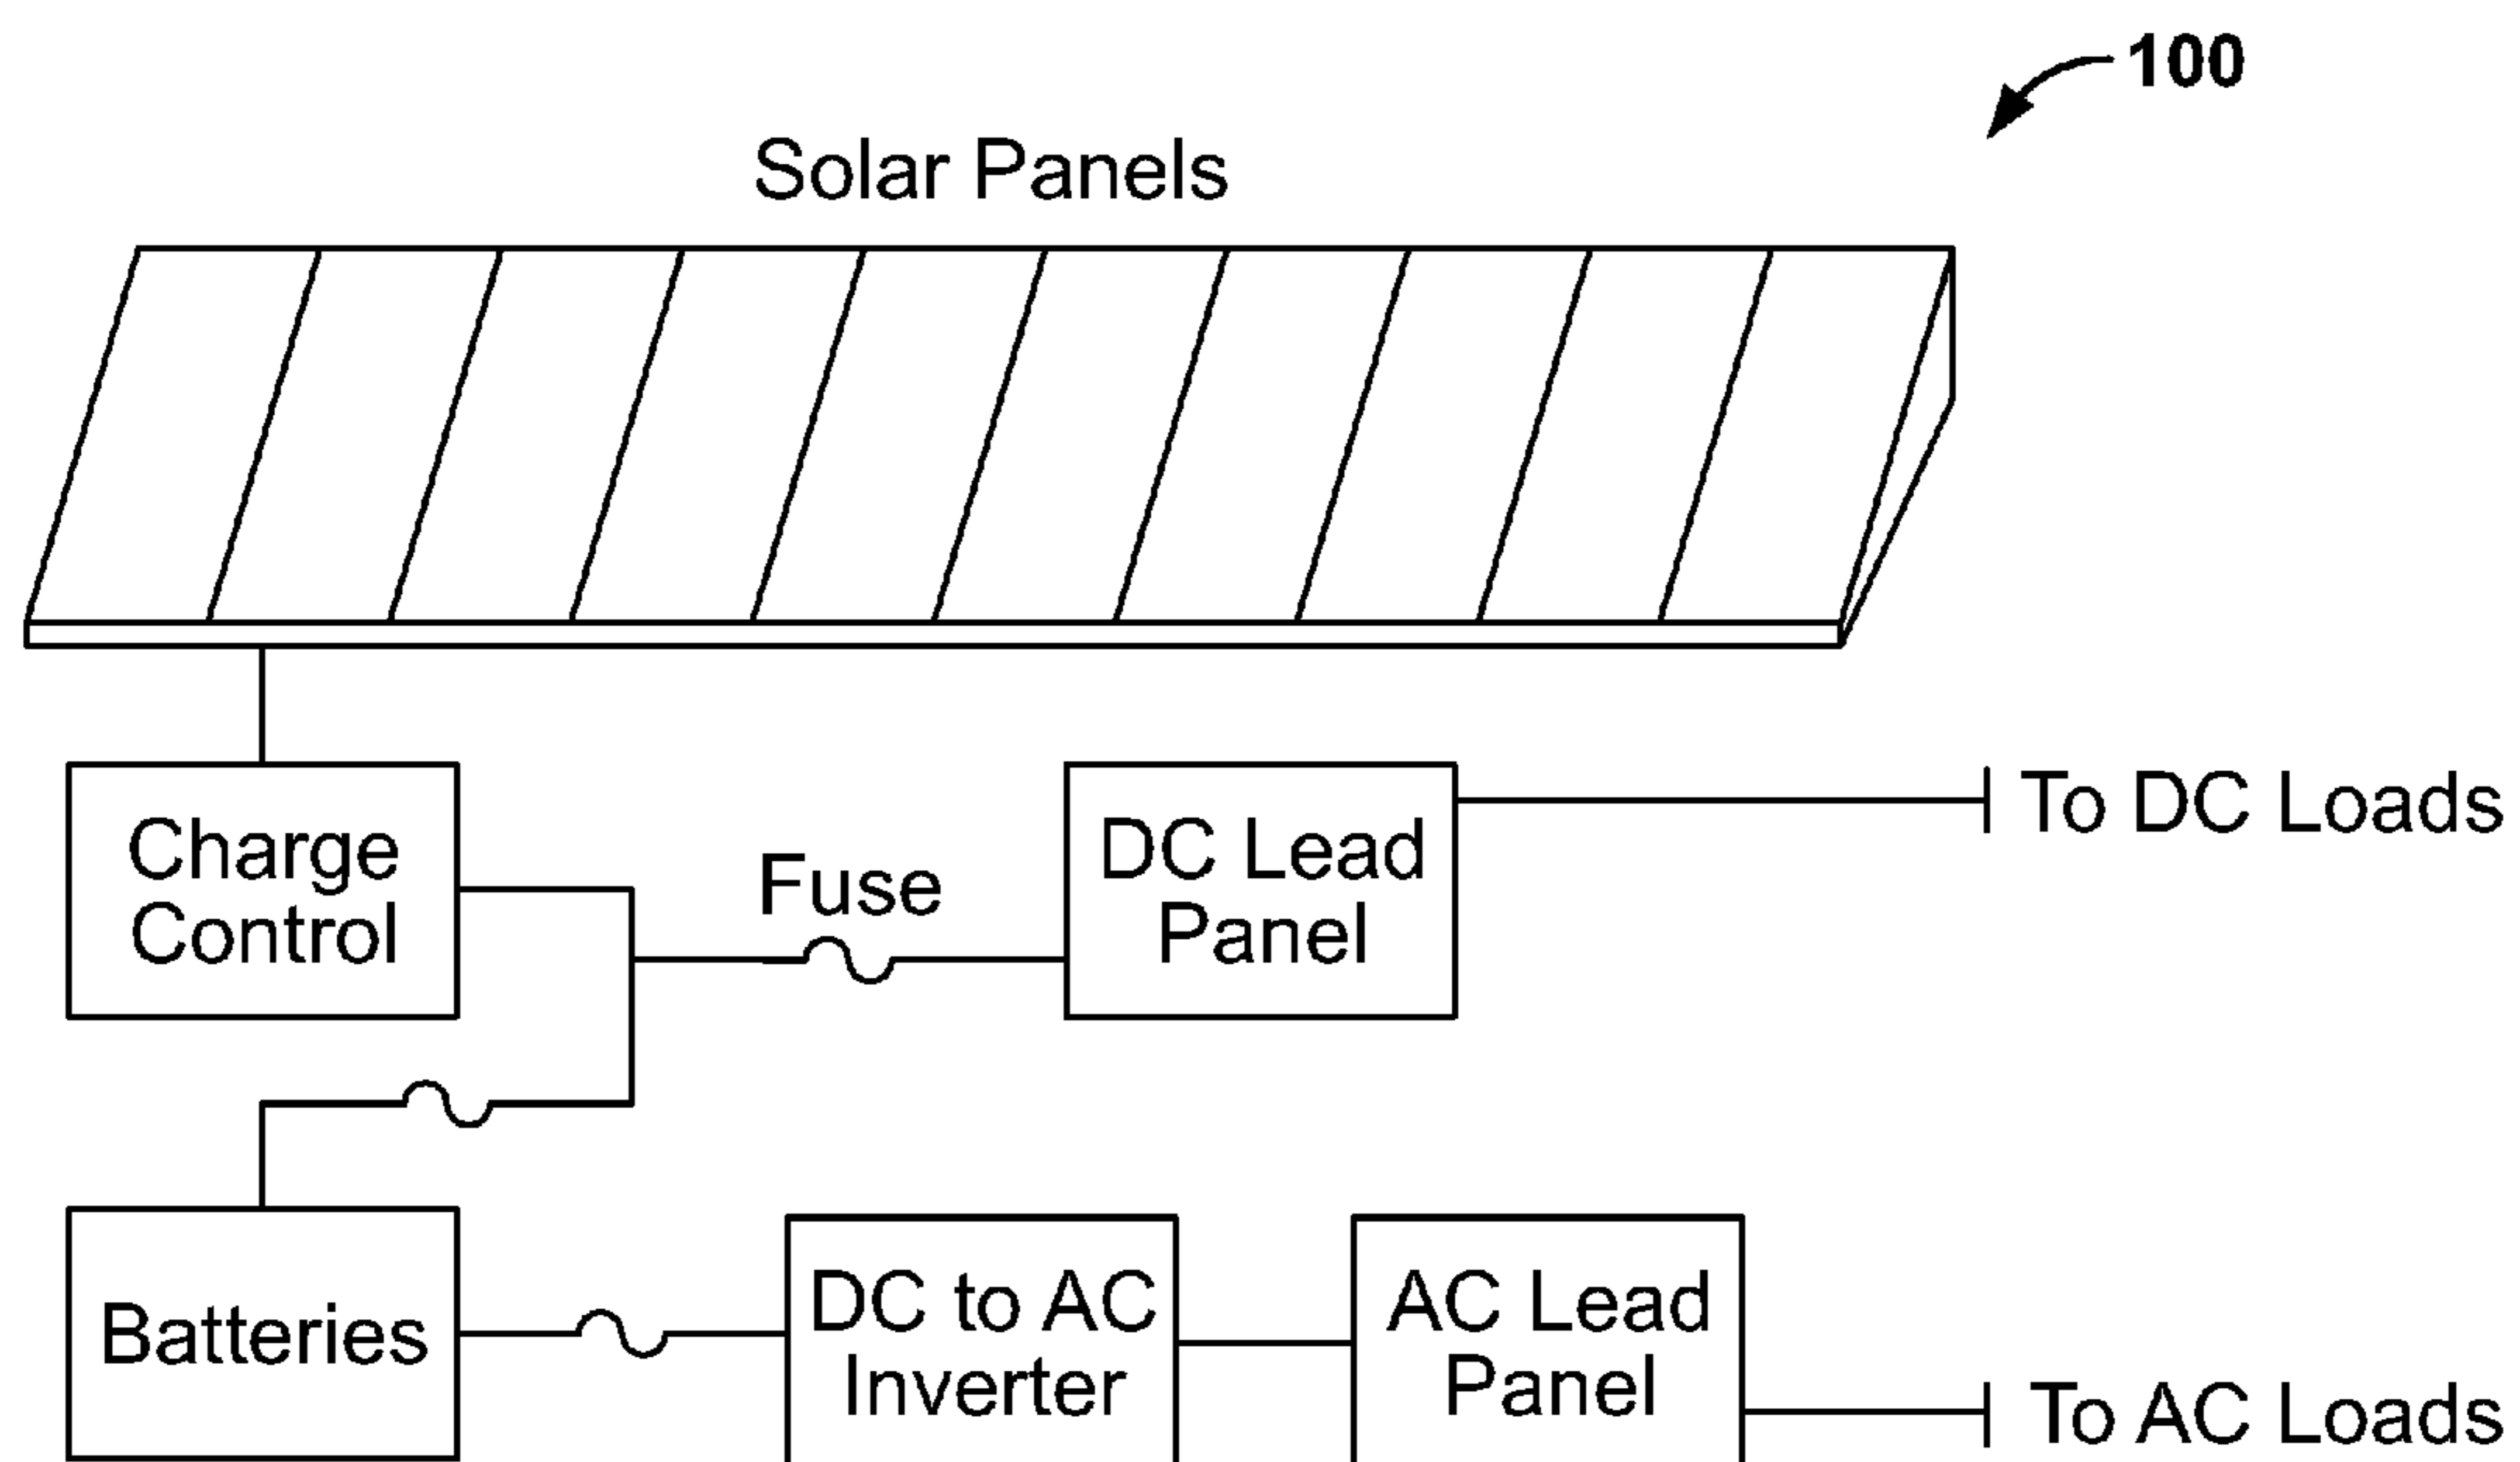 100
Solar Panels
Charge
Control
Fuse
DC Lead
Panel
To DC Loads
Batteries
DC to AC
Inverter
AC Lead
Panel
To AC Loads